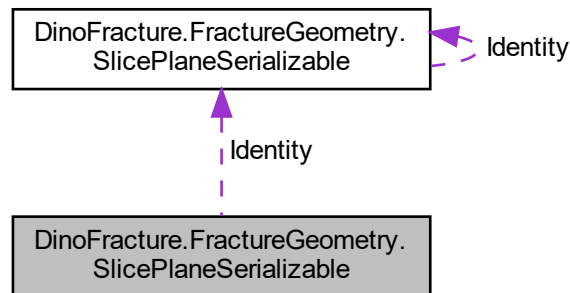 DinoFracture.FractureGeometry.
SlicePlaneSerializable
Identity
Identity
DinoFracture.FractureGeometry.
SlicePlaneSerializable